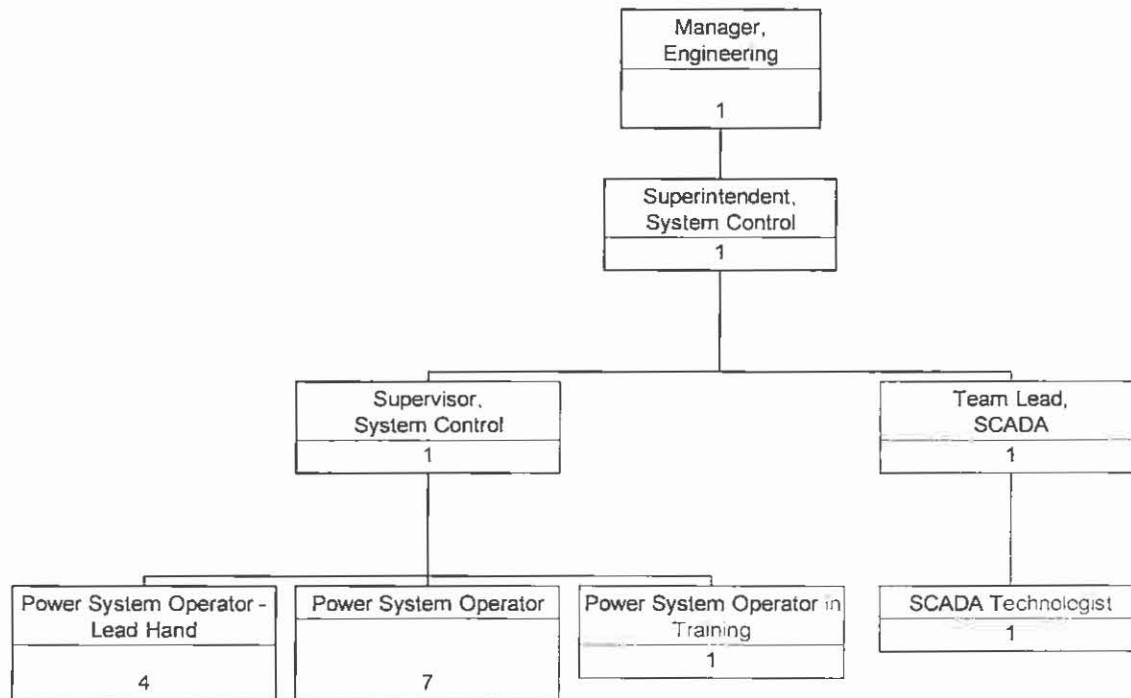 Manager,
Engineering
1
Superintendent,
System Control
1
Supervisor,
System Control
1
Team Lead,
SCADA
1
Power System Operator -
Lead Hand
4
Power System Operator
7
Power System Operator in
Training
1
SCADA Technologist
1